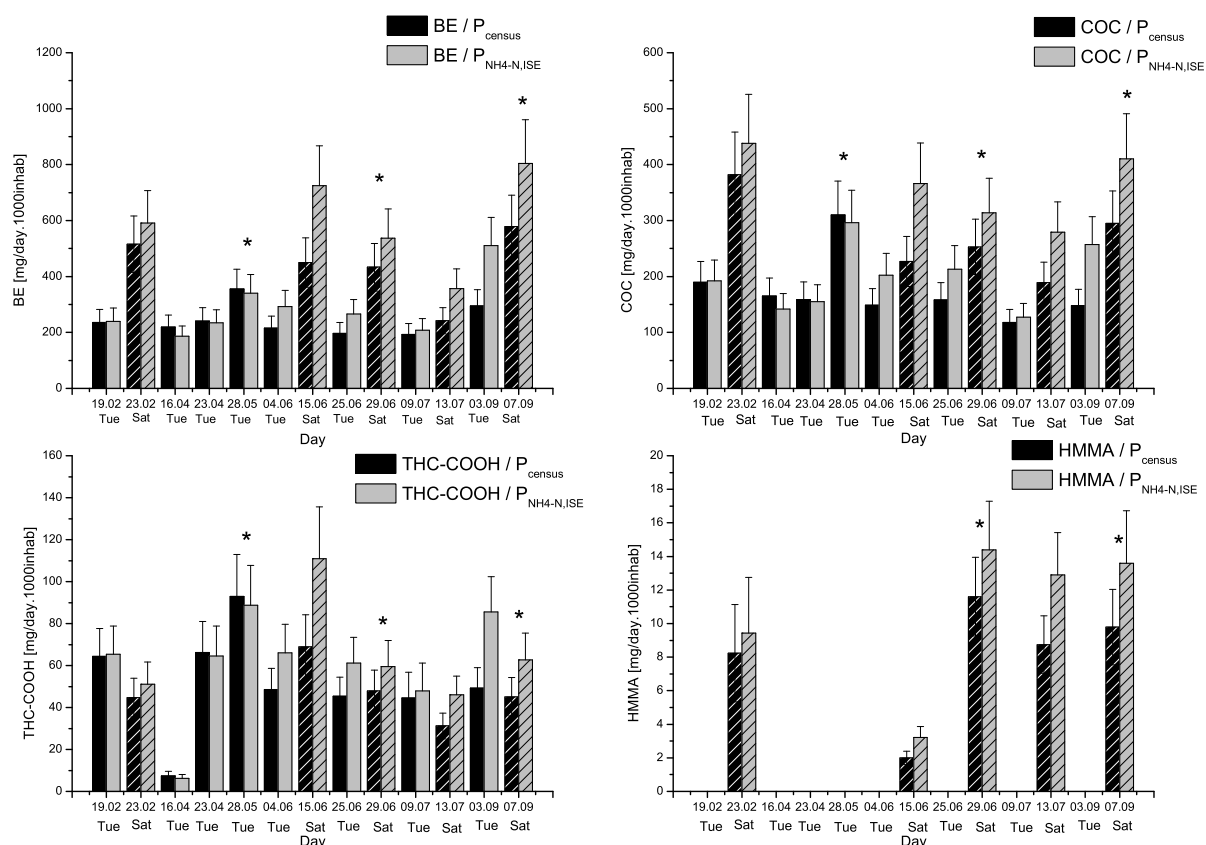 BE / Pcensus
BE / PNH4-N,ISE
1200
1000
800
600
400
200
0
BE [mg/day.1000inhab]
* * *
19.02 23.02 16.04 23.04 28.05 04.06 15.06 25.06 29.06 09.07 13.07 03.09 07.09
Tue Sat Tue Tue Tue Tue Sat Tue Sat Tue Sat Tue Sat
Day
COC / Pcensus
COC / PNH4-N,ISE
600
500
400
300
200
100
0
COC [mg/day.1000inhab]
* * *
19.02 23.02 16.04 23.04 28.05 04.06 15.06 25.06 29.06 09.07 13.07 03.09 07.09
Tue Sat Tue Tue Tue Tue Sat Tue Sat Tue Sat Tue Sat
Day
THC-COOH / Pcensus
THC-COOH / PNH4-N,ISE
160
140
120
100
80
60
40
20
0
THC-COOH [mg/day.1000inhab]
* * *
19.02 23.02 16.04 23.04 28.05 04.06 15.06 25.06 29.06 09.07 13.07 03.09 07.09
Tue Sat Tue Tue Tue Tue Sat Tue Sat Tue Sat Tue Sat
Day
HMMA / Pcensus
HMMA / PNH4-N,ISE
20
18
16
14
12
10
8
6
4
2
0
HMMA [mg/day.1000inhab]
* *
19.02 23.02 16.04 23.04 28.05 04.06 15.06 25.06 29.06 09.07 13.07 03.09 07.09
Tue Sat Tue Tue Tue Tue Sat Tue Sat Tue Sat Tue Sat
Day